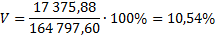 V = 17 375,88 / 164 797,60 · 100% = 10,54%